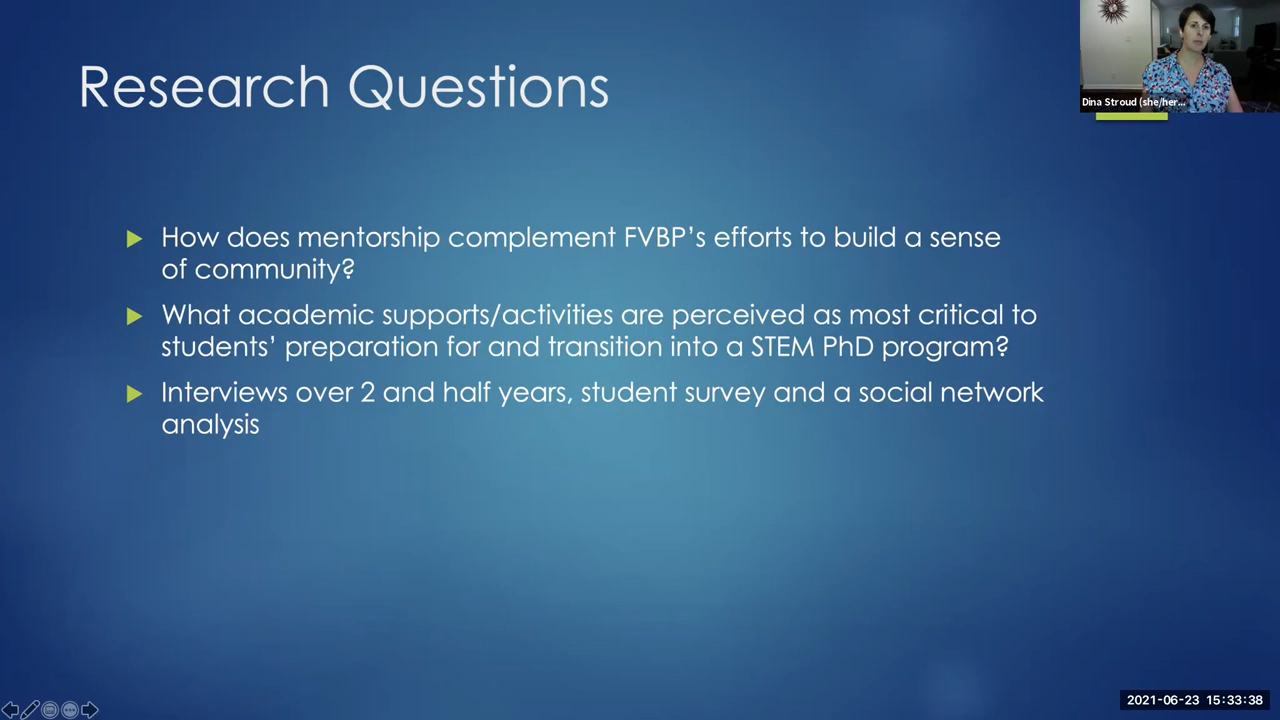 Research Questions
Dina Stroud (she/her...
How does mentorship complement FVBP’s efforts to build a sense
of community?
What academic supports/activities are perceived as most critical to
students’ preparation for and transition into a STEM PhD program?
Interviews over 2 and half years, student survey and a social network
analysis
2021-06-23 15:33:38